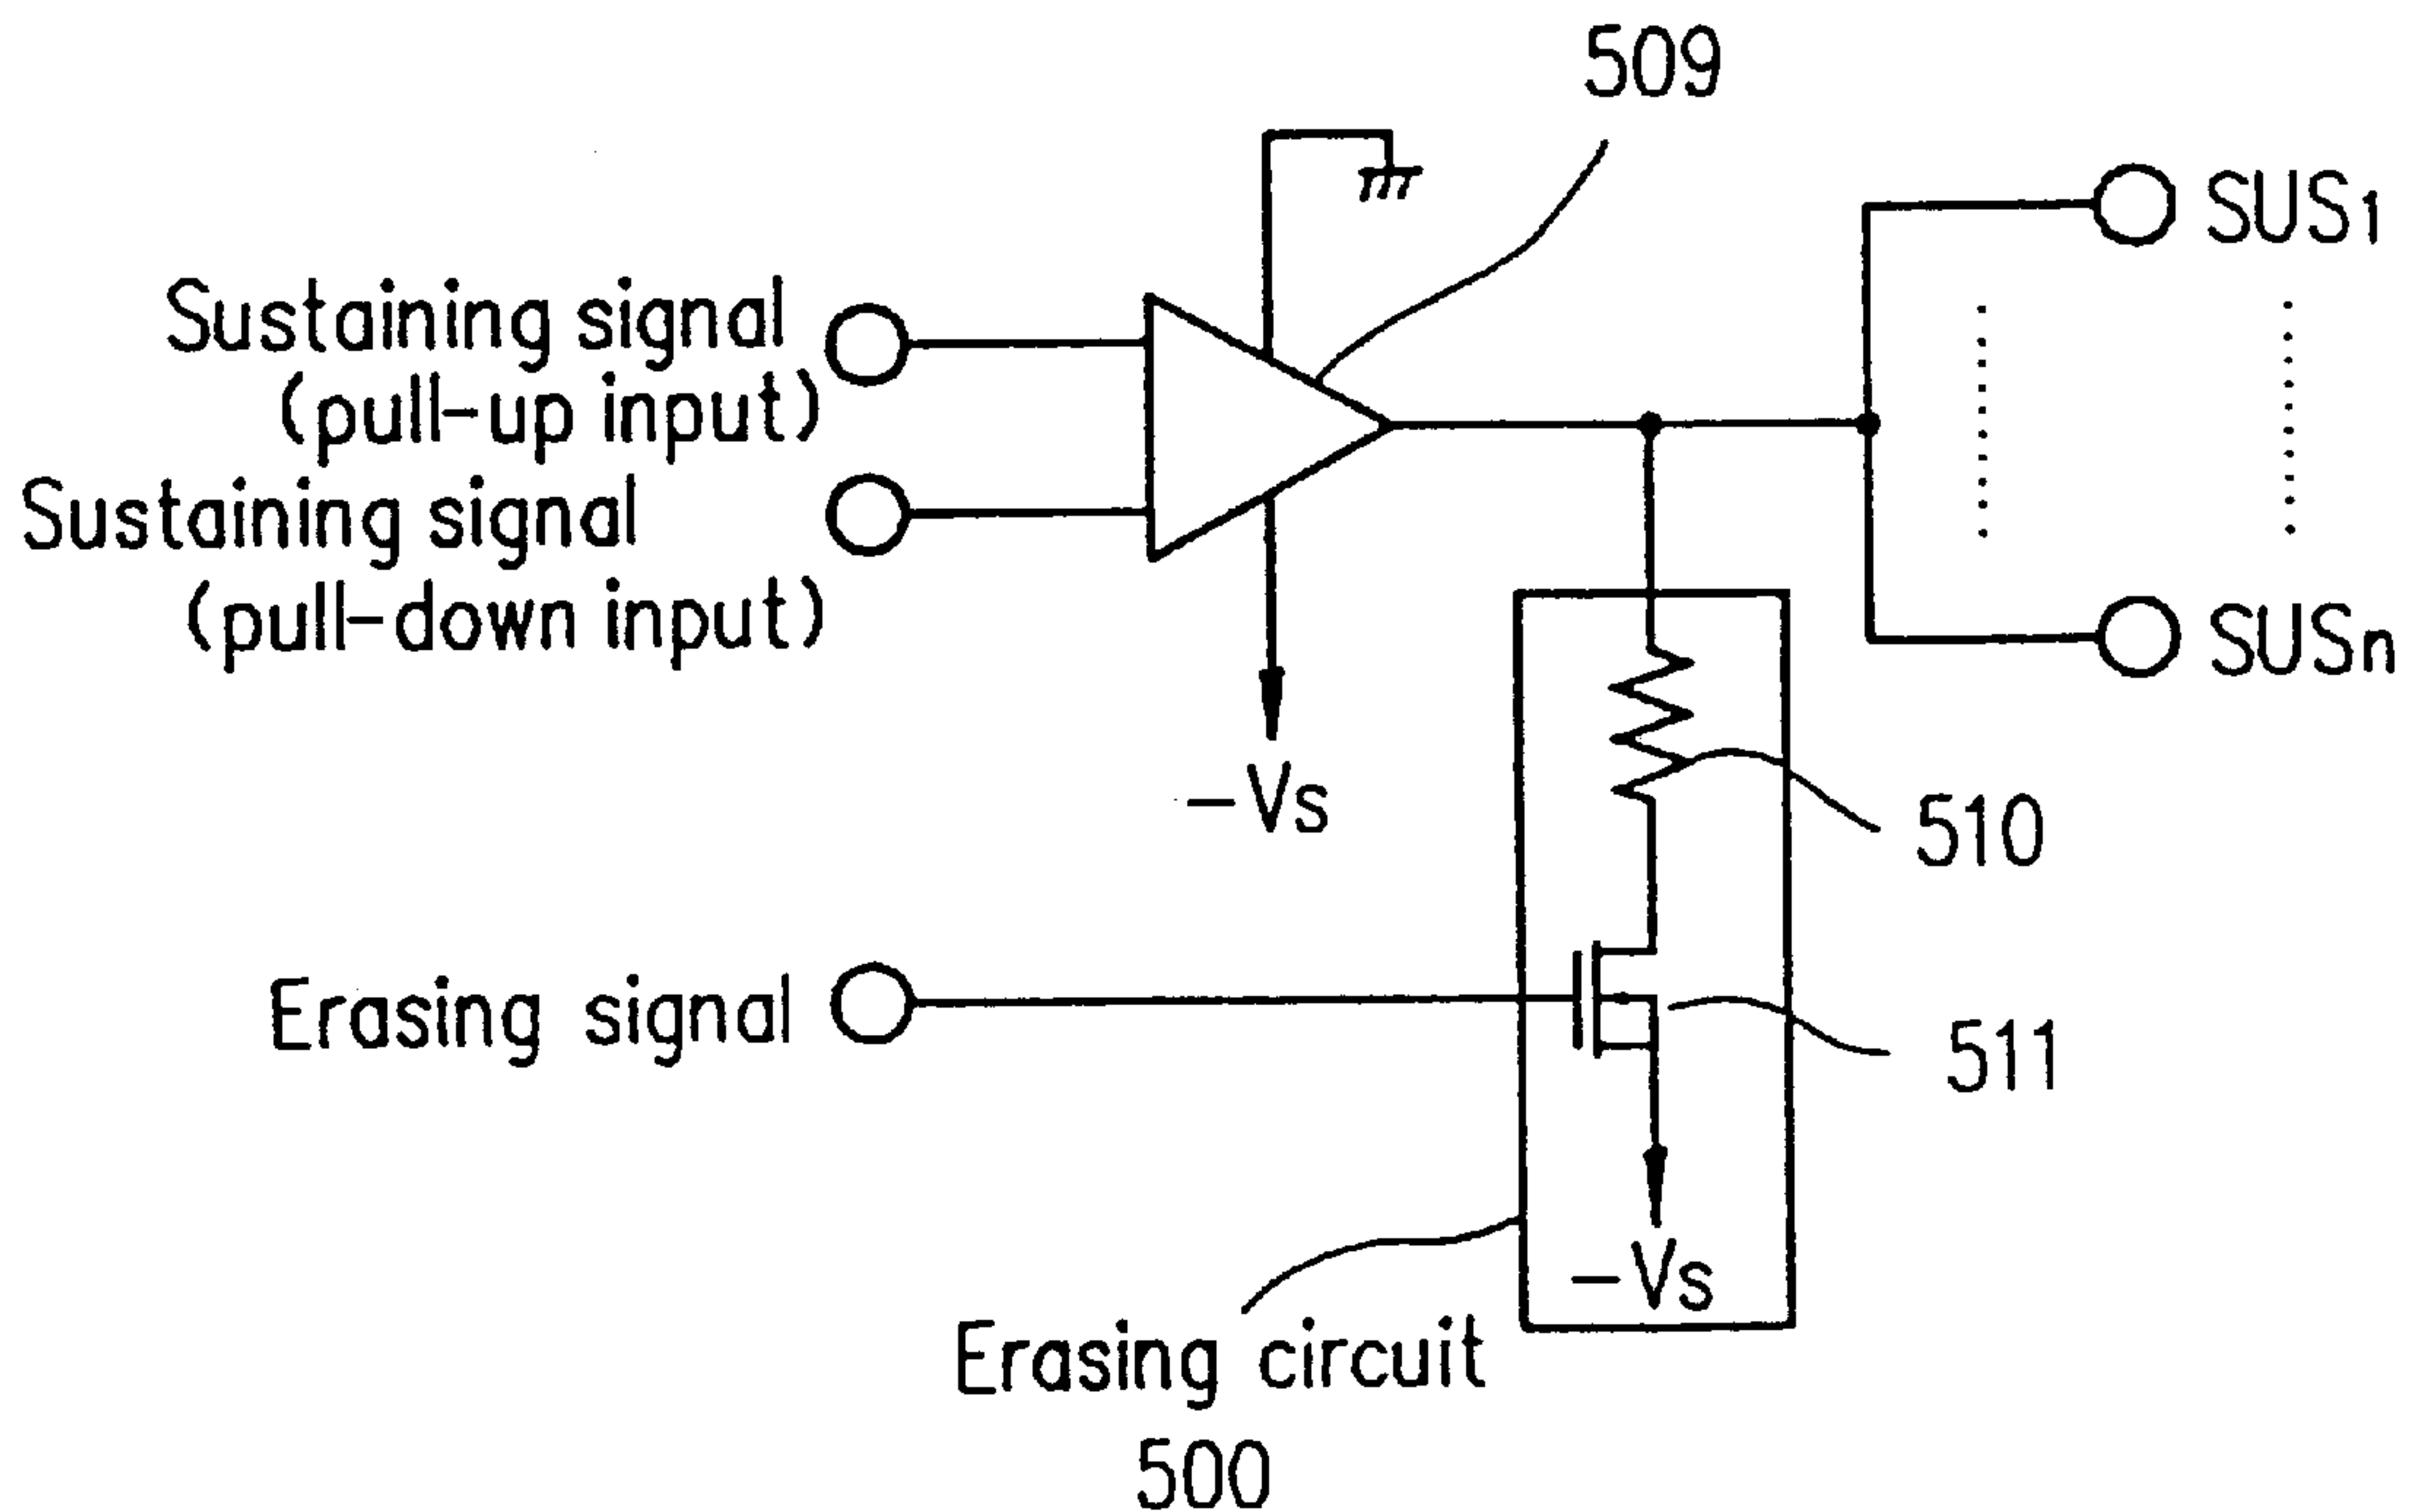 509
SUS1
Sustaining signal
(pull-up input)
Sustaining signal
(pull-down input)
SUSn
-Vs
510
Erasing signal
511
-Vs
Erasing circuit
500